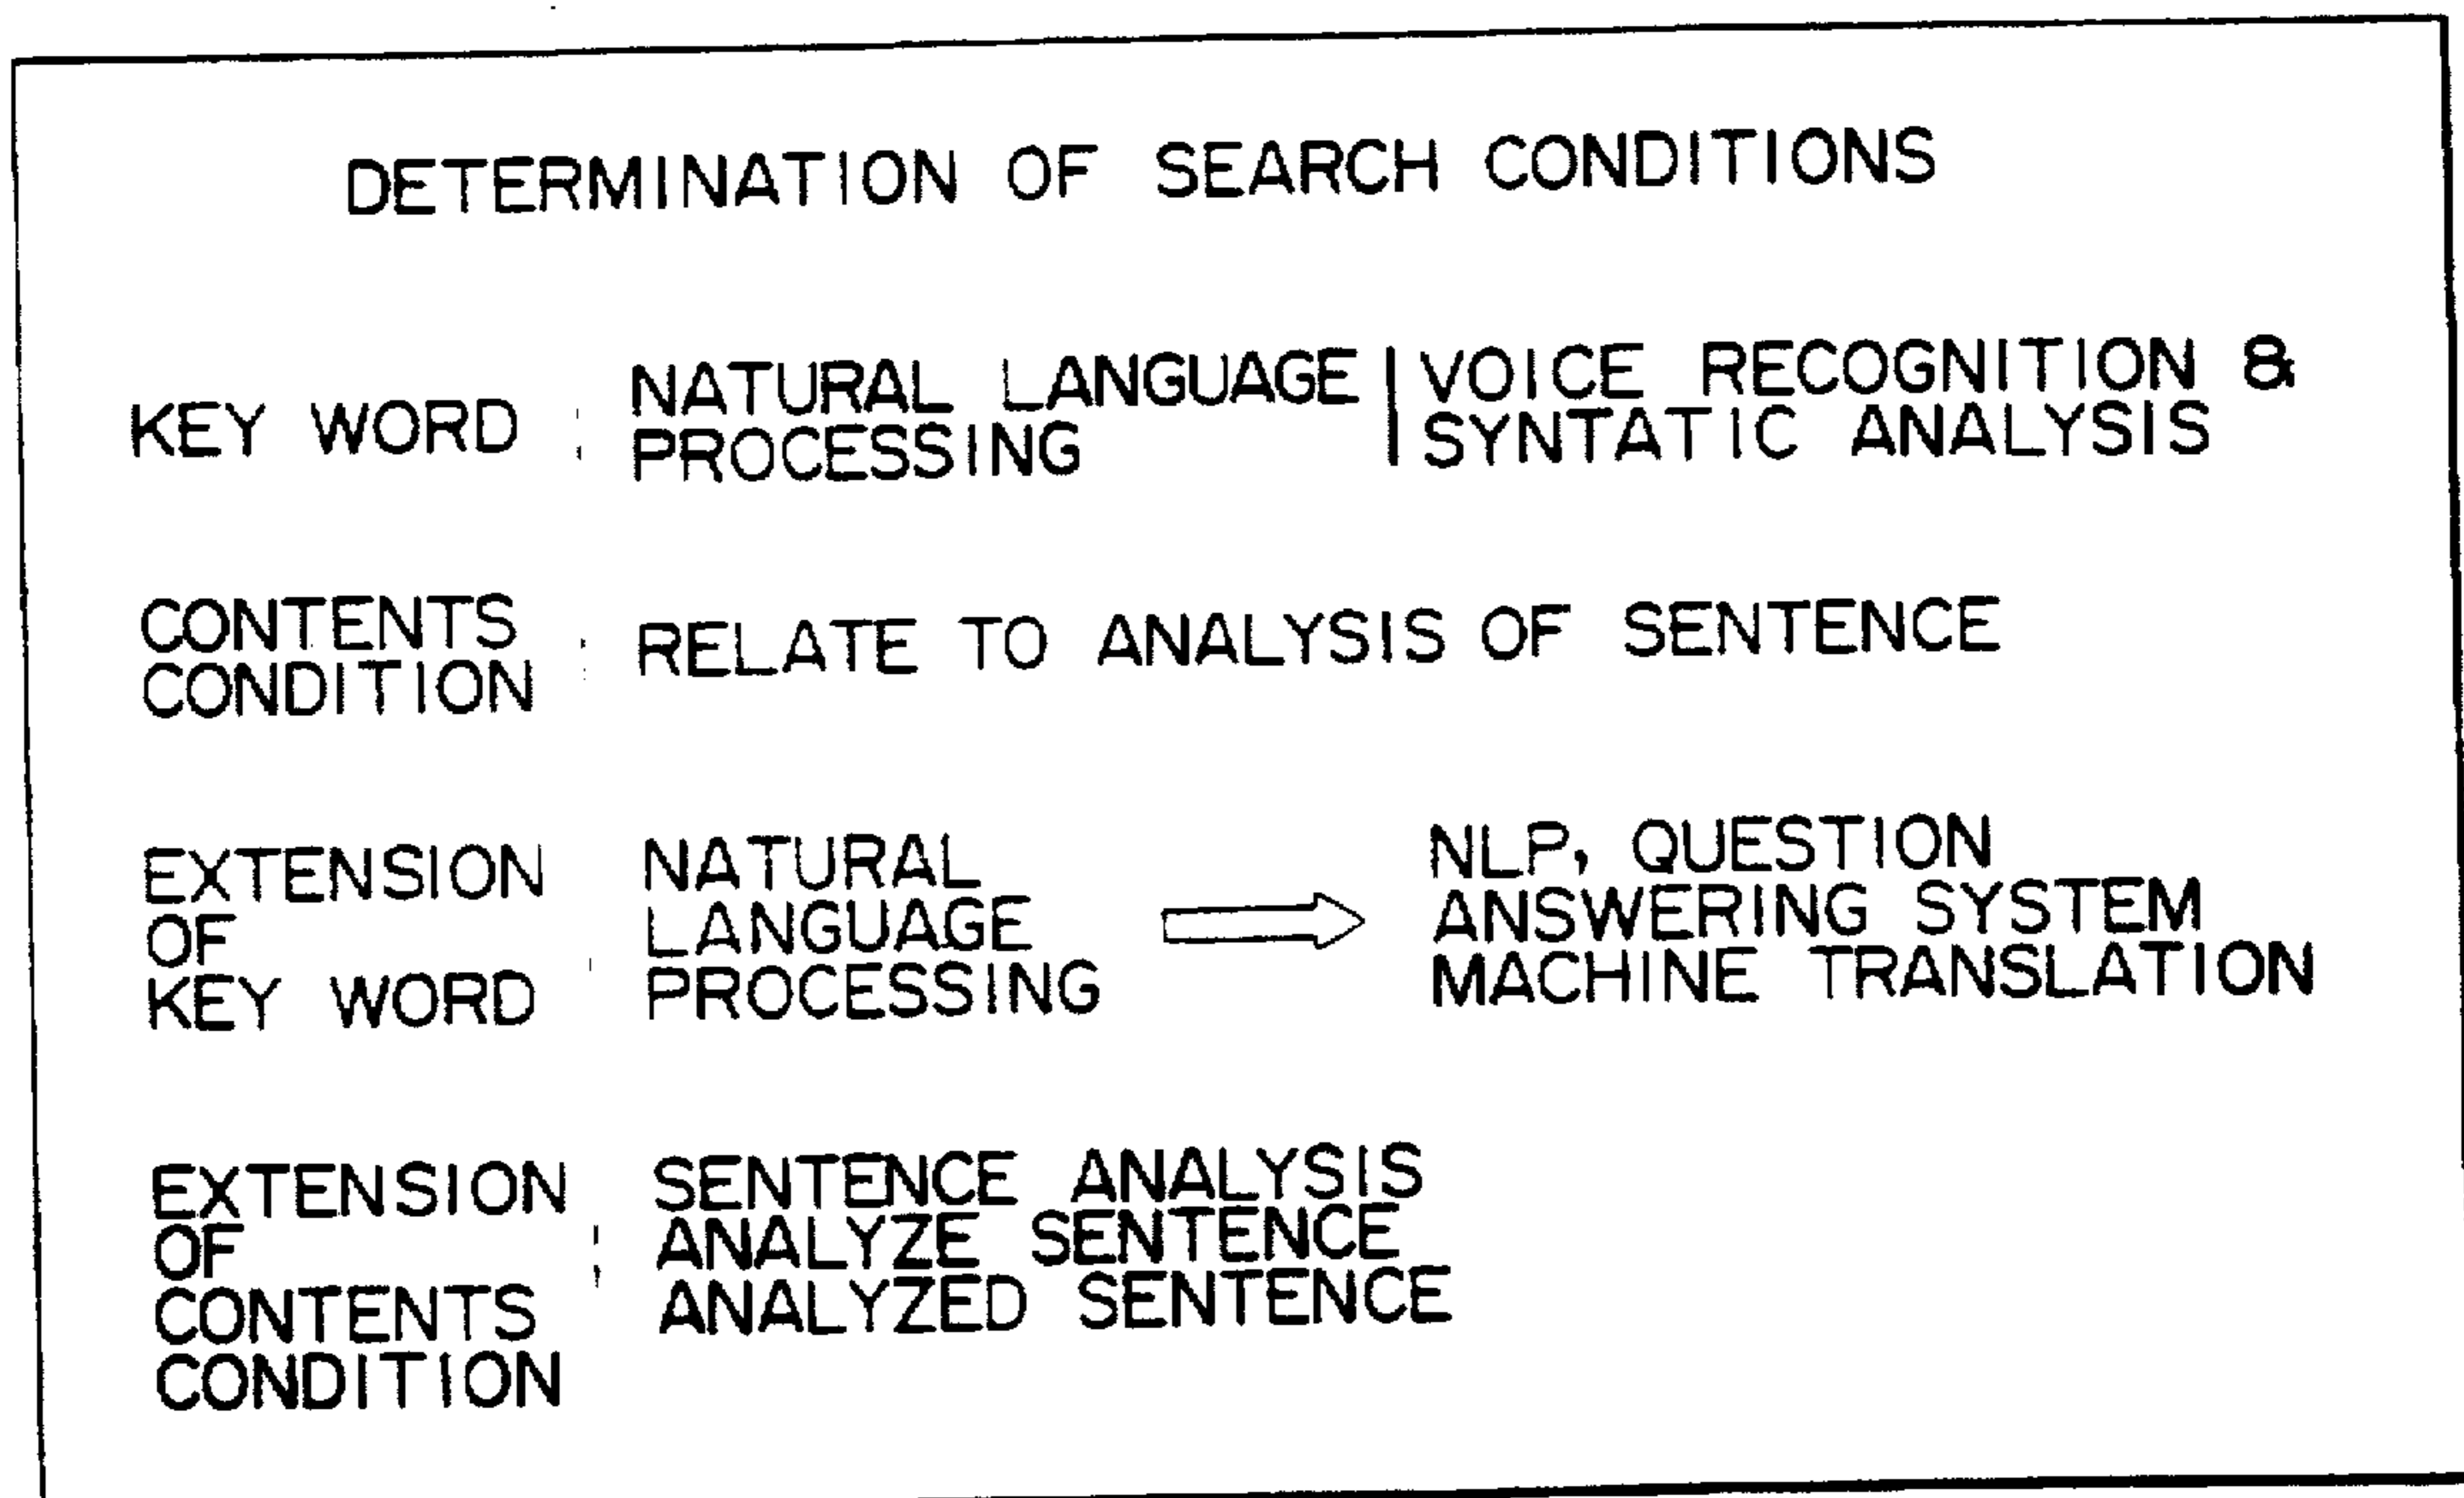 DETERMINATION OF SEARCH CONDITIONS
KEY WORD : NATURAL LANGUAGE | VOICE RECOGNITION &
PROCESSING | SYNTATIC ANALYSIS
CONTENTS
CONDITION : RELATE TO ANALYSIS OF SENTENCE
EXTENSION
OF
KEY WORD : NATURAL
LANGUAGE
PROCESSING ⇒ NLP, QUESTION
ANSWERING SYSTEM
MACHINE TRANSLATION
EXTENSION
OF
CONTENTS
CONDITION : SENTENCE ANALYSIS
ANALYZE SENTENCE
ANALYZED SENTENCE